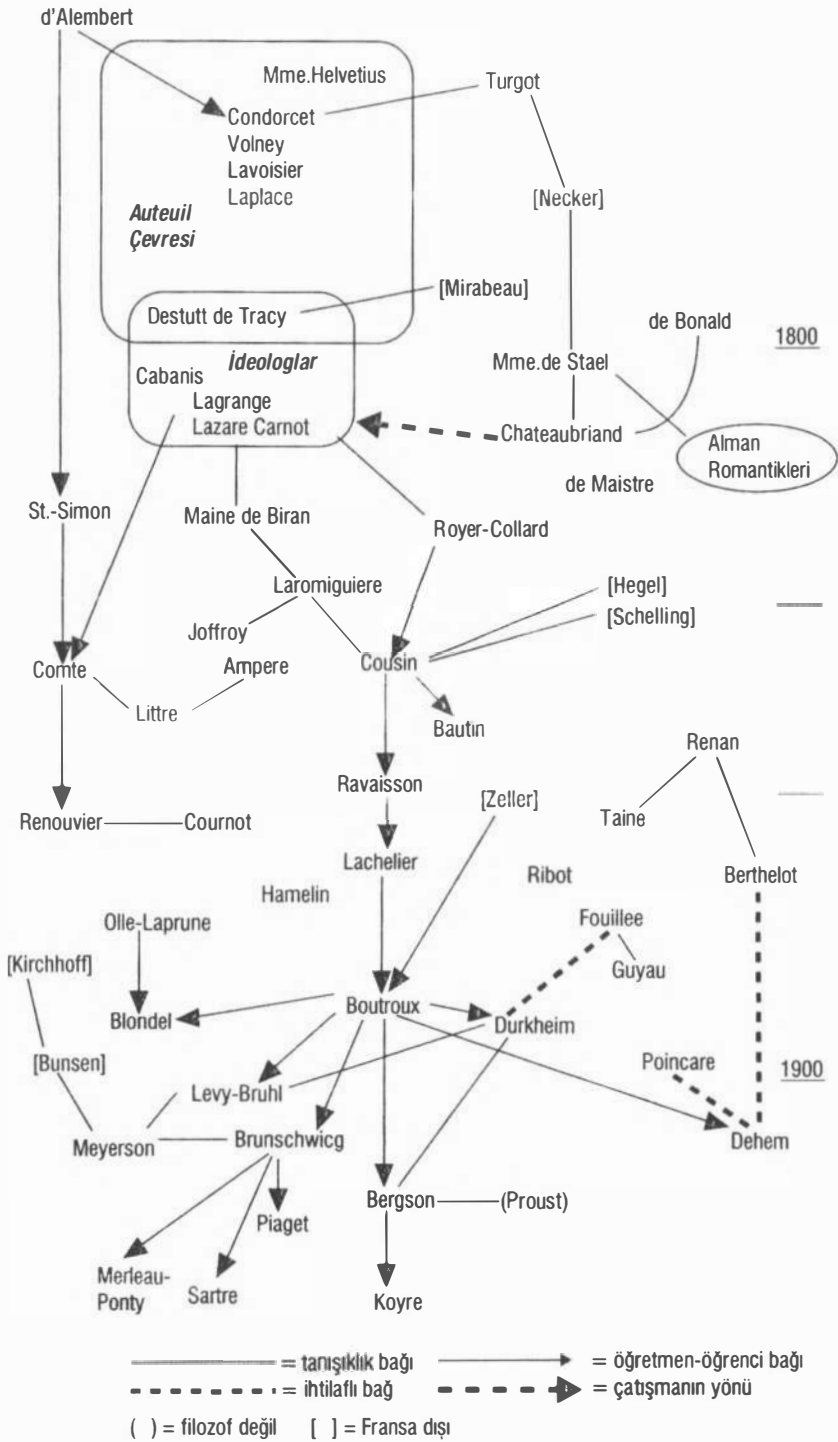 d'Alembert
Mme.Helvetius
Turgot
Condorcet
Volney
Lavoisier
Laplace
[Necker]
Auteuil
Çevresi
[Mirabeau]
Destutt de Tracy
de Bonald
1800
İdeologlar
Mme.de Stael
Cabanis
Lagrange
Lazare Carnot
Chateaubriand
Alman
Romantikleri
de Maistre
St.-Simon
Maine de Biran
Royer-Collard
Laromiguiere
[Hegel]
[Schelling]
Joffroy
Comte
Ampere
Cousin
Littre
Bautin
Renan
Ravaisson
[Zeller]
Taine
Renouvier
Cournot
Lachelier
Ribot
Berthelot
Hamelin
Olle-Laprune
Fouillee
[Kirchhoff]
Guyau
Blondel
Boutroux
Durkheim
[Bunsen]
Poincare
1900
Levy-Bruhl
Meyerson
Brunschwicg
Dehem
Bergson
(Proust)
Piaget
Merleau-
Ponty
Sartre
Koyre
= tanışıklık bağı
= öğretmen-öğrenci bağı
= ihtilaflı bağ
= çatışmanın yönü
( ) = filozof değil [ ] = Fransa dışı